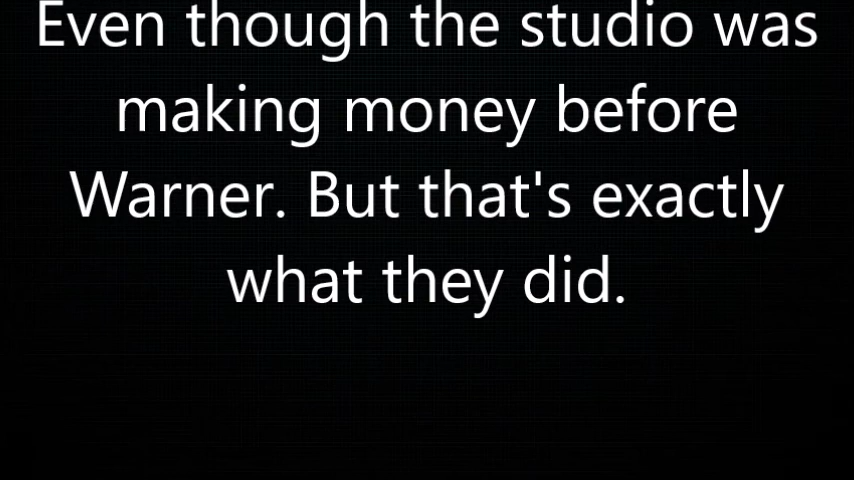 Even though the studio was
making money before
Warner. But that's exactly
what they did.